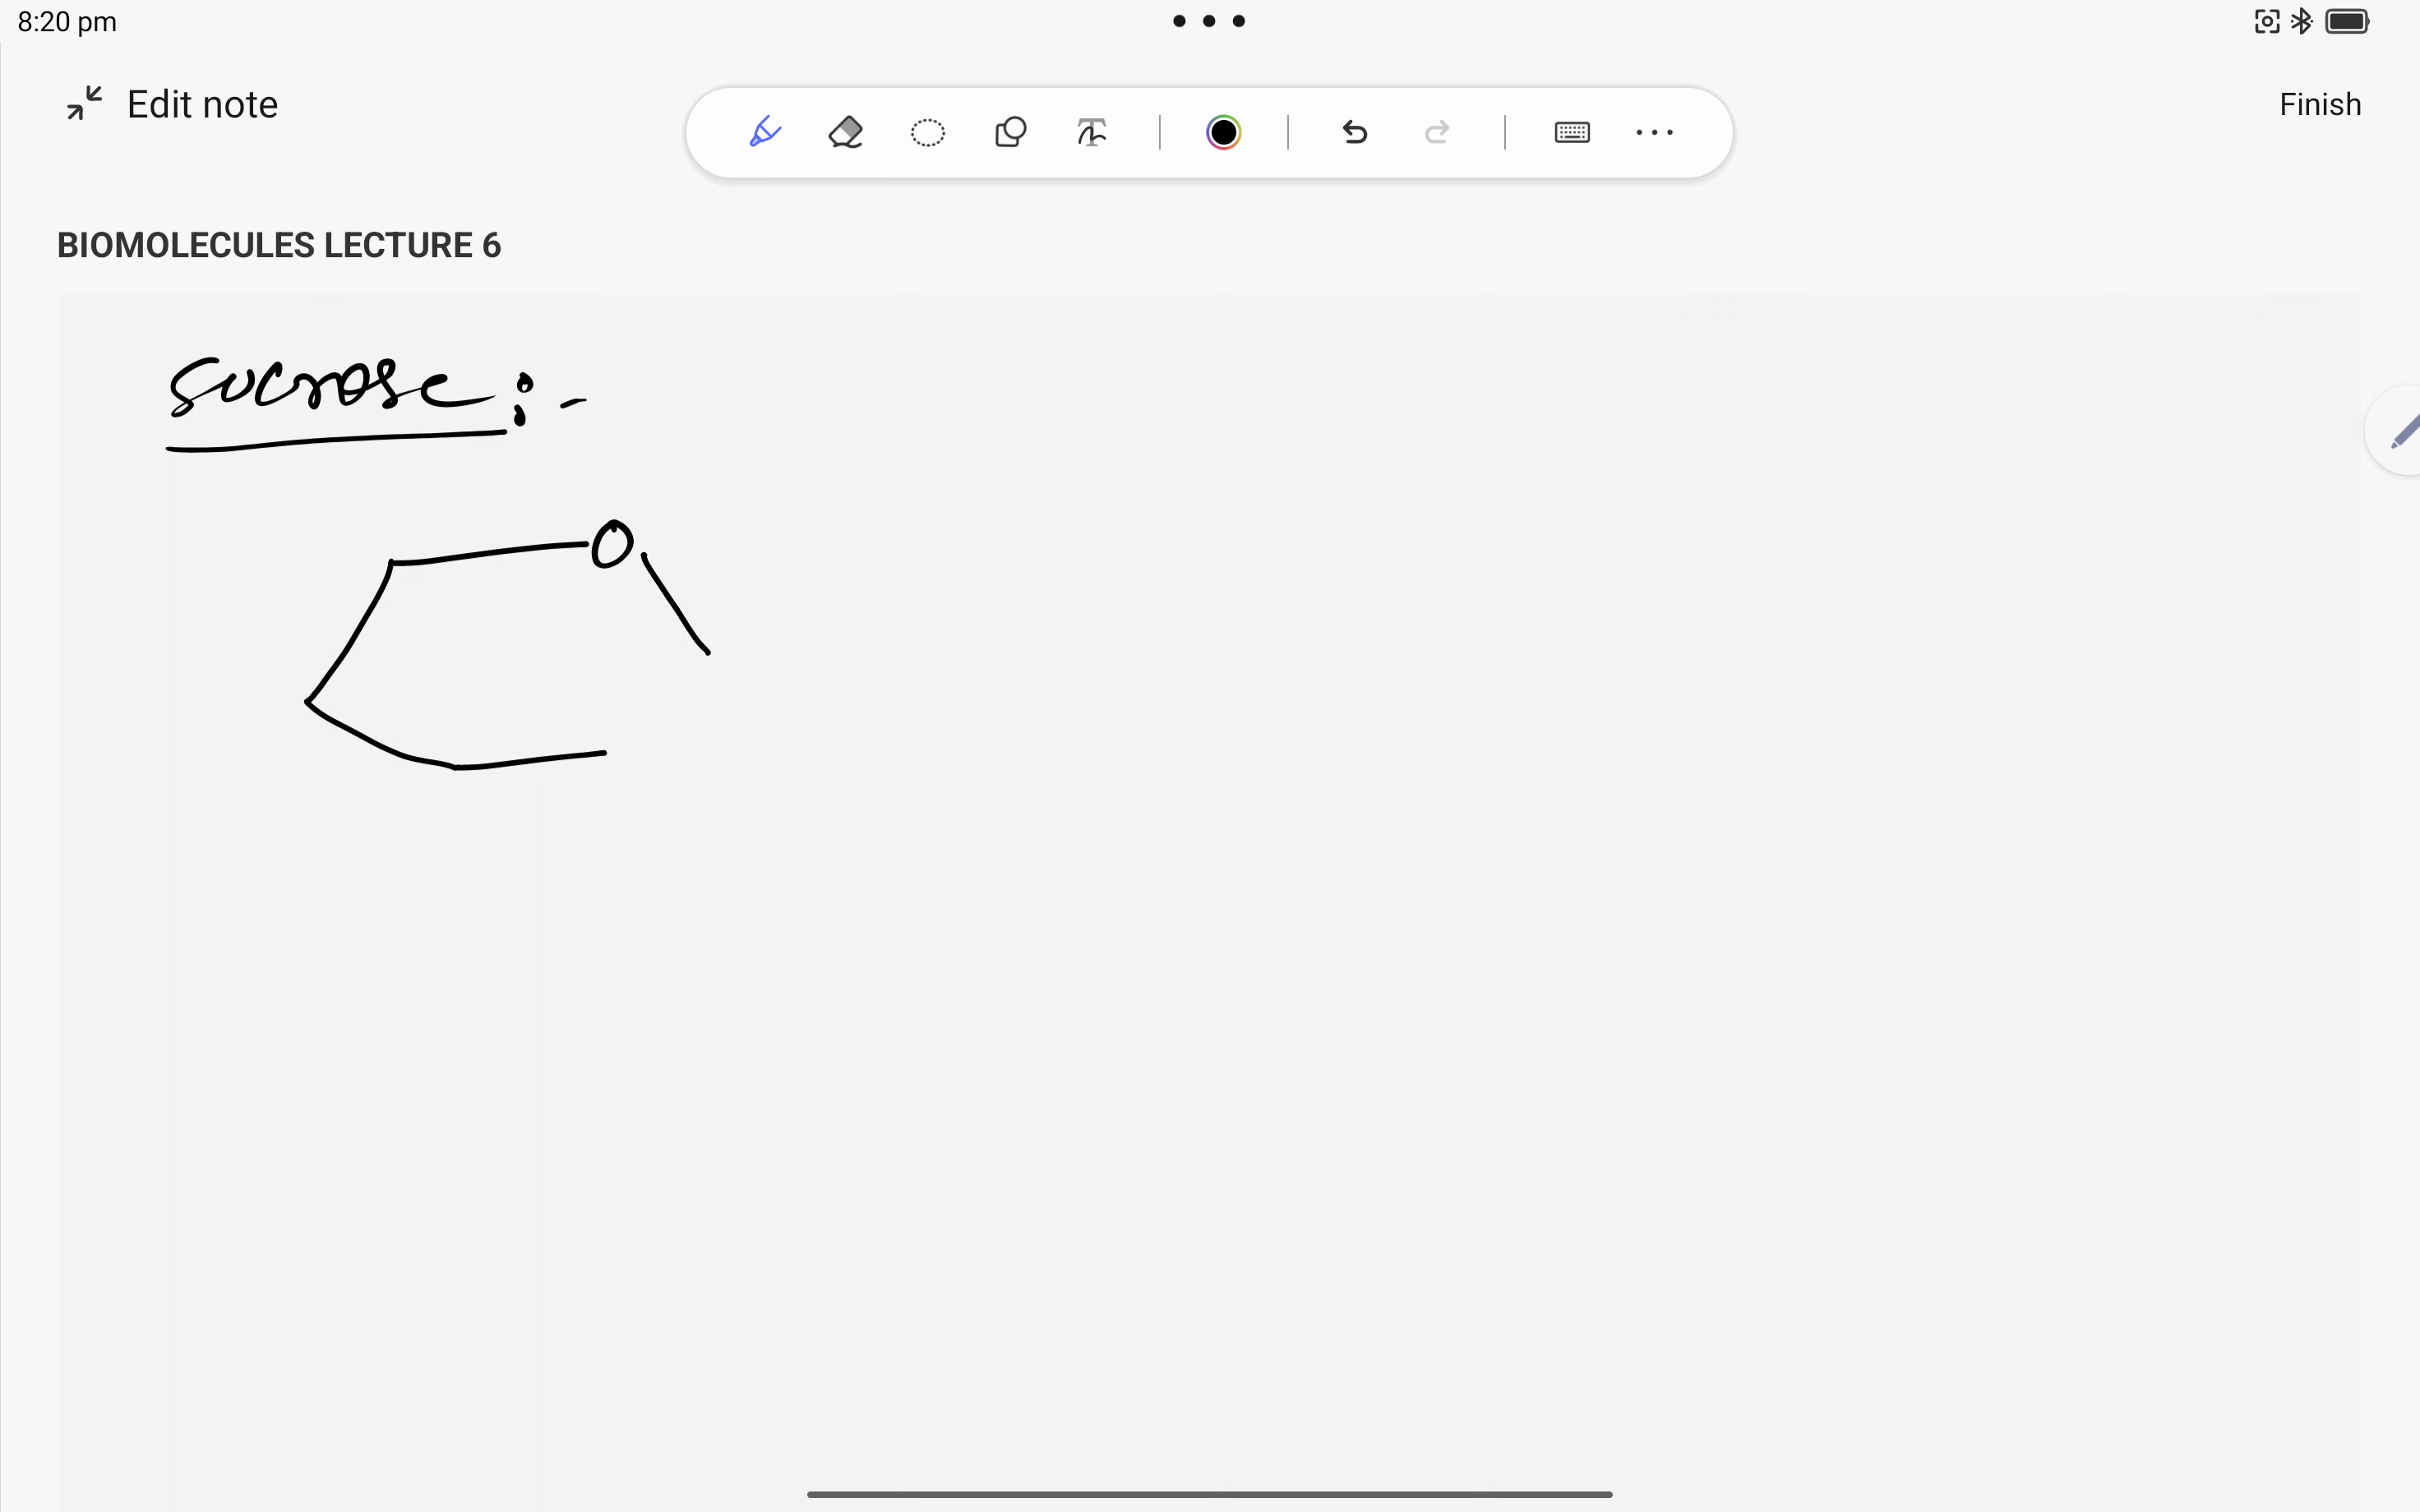 8:20 pm
Edit note
Finish
BIOMOLECULES LECTURE 6
Sucrose:-
O